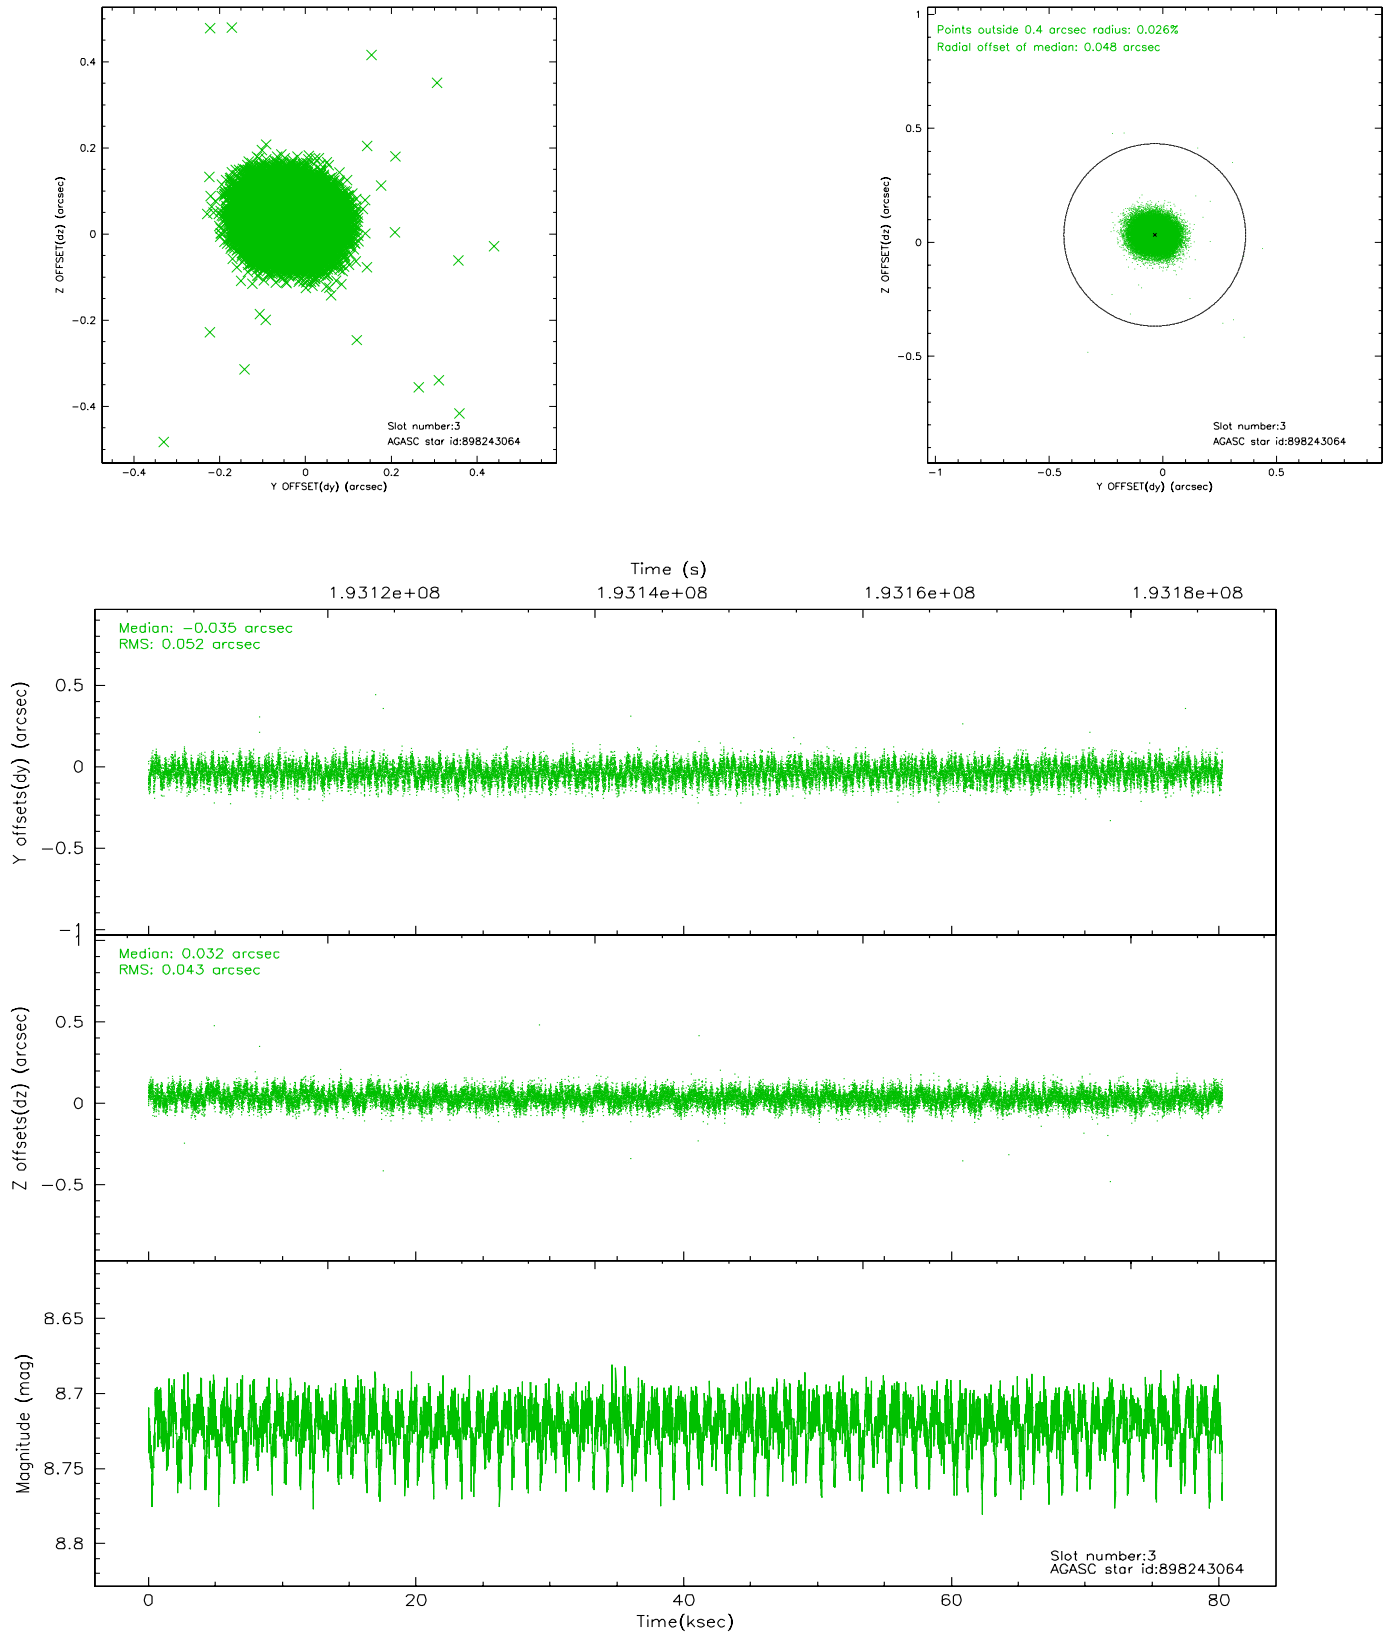 0.4
0.2
0
−0.2
−0.4
Z OFFSET(dz) (arcsec)
−0.4
−0.2
0
0.2
0.4
Y OFFSET(dy) (arcsec)
Slot number:3
AGASC star id:898243064
Points outside 0.4 arcsec radius: 0.026%
Radial offset of median: 0.048 arcsec
1
0.5
0
−0.5
Z OFFSET(dz) (arcsec)
−1
−0.5
0
0.5
Y OFFSET(dy) (arcsec)
Slot number:3
AGASC star id:898243064
Time (s)
1.9312e+08
1.9314e+08
1.9316e+08
1.9318e+08
Median: −0.035 arcsec
RMS: 0.052 arcsec
0.5
0
−0.5
−1
Y offsets(dy) (arcsec)
Median: 0.032 arcsec
RMS: 0.043 arcsec
1
0.5
0
−0.5
Z offsets(dz) (arcsec)
8.65
8.7
8.75
8.8
Magnitude (mag)
Slot number:3
AGASC star id:898243064
0
20
40
60
80
Time(ksec)